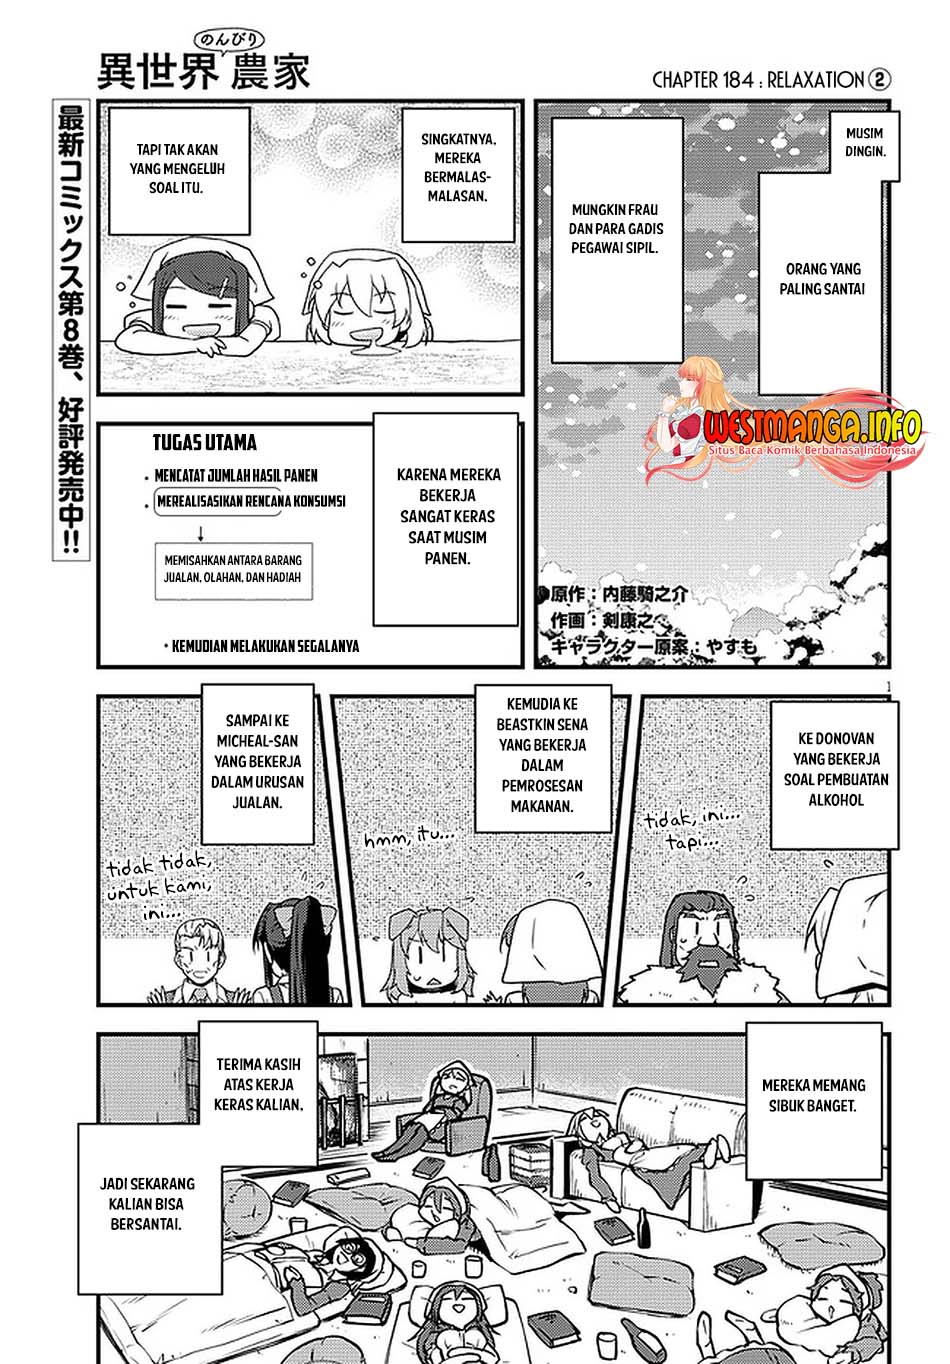 異世界
のんびり
農家
CHAPTER 184 : RELAXATION ②
最新コミックス第8巻、好評発売中!!
MUSIM
DINGIN.
ORANG YANG
PALING SANTAI
MUNGKIN FRAU
DAN PARA GADIS
PEGAWAI SIPIL.
WESTMANGA.INFO
Situs Baca Komik Berbahasa Indonesia
原作：内藤騎之介
作画：剣康之
キャラクター原案：やすも
SINGKATNYA,
MEREKA
BERMALAS-
MALASAN.
TAPI TAK AKAN
YANG MENGELUH
SOAL ITU.
KARENA MEREKA
BEKERJA
SANGAT KERAS
SAAT MUSIM
PANEN.
TUGAS UTAMA
• MENCATAT JUMLAH HASIL PANEN
• MEREALISASIKAN RENCANA KONSUMSI
↓
MEMISAHKAN ANTARA BARANG
JUALAN, OLAHAN, DAN HADIAH
• KEMUDIAN MELAKUKAN SEGALANYA
1
KE DONOVAN
YANG BEKERJA
SOAL PEMBUATAN
ALKOHOL
tidak, ini...
tapi...
KEMUDIA KE
BEASTKIN SENA
YANG BEKERJA
DALAM
PEMROSESAN
MAKANAN.
hmm, itu...
SAMPAI KE
MICHEAL-SAN
YANG BEKERJA
DALAM URUSAN
JUALAN.
tidak tidak,
untuk kami,
ini...
MEREKA MEMANG
SIBUK BANGET.
TERIMA KASIH
ATAS KERJA
KERAS KALIAN.
JADI SEKARANG
KALIAN BISA
BERSANTAI.